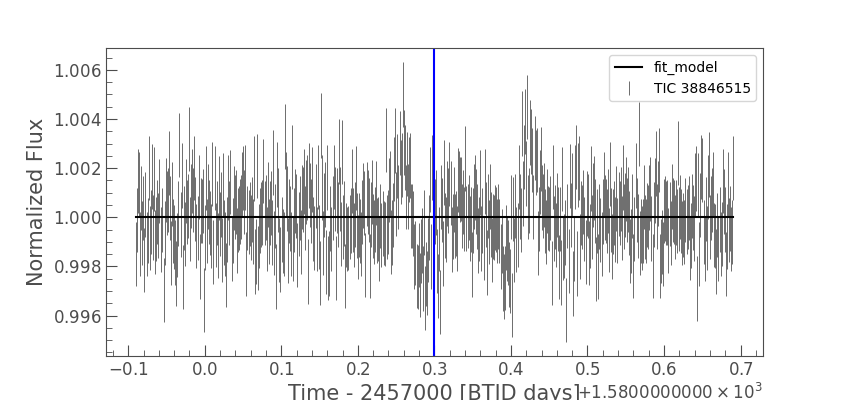 1.006
1.004
1.002
1.000
0.998
0.996
Normalized Flux
fit_model
TIC 38846515
−0.1 0.0 0.1 0.2 0.3 0.4 0.5 0.6 0.7
Time - 2457000 [BTJD days]
+1.5800000000 × 10³